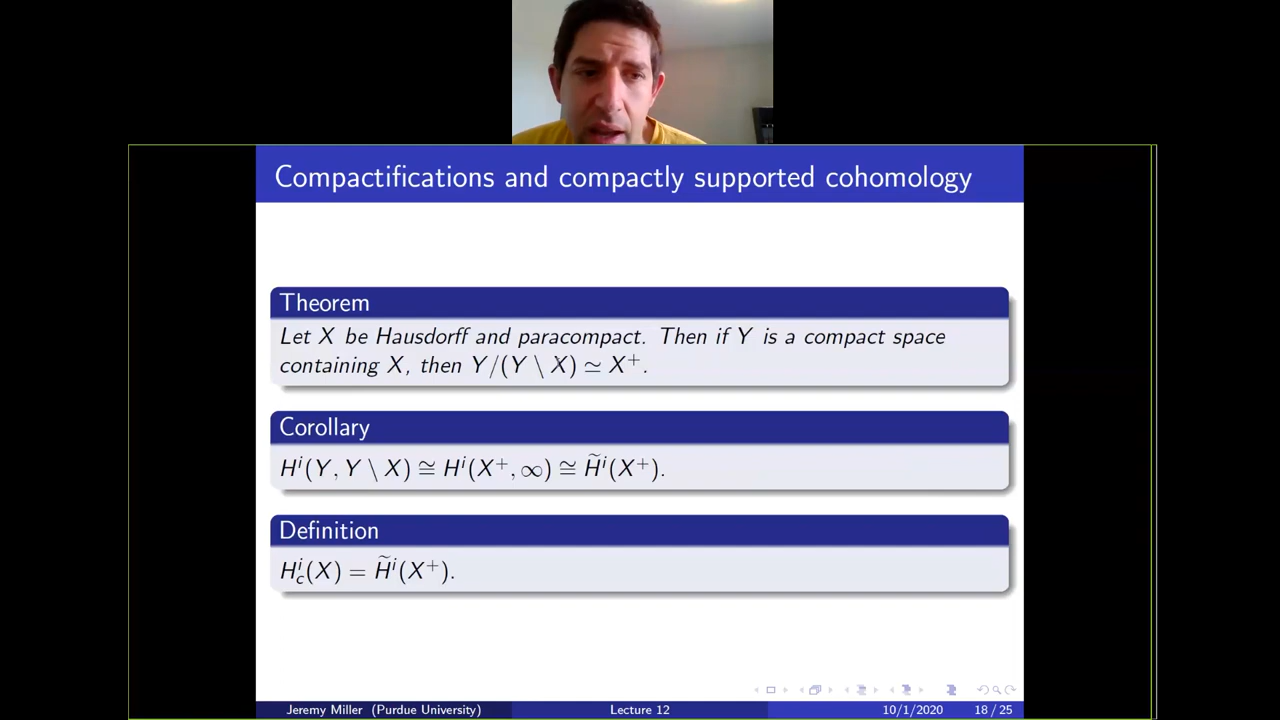 Compactifications and compactly supported cohomology
Theorem
Let X be Hausdorff and paracompact. Then if Y is a compact space
containing X, then Y/(Y \ X) ≃ X⁺.
Corollary
Hⁱ(Y, Y \ X) ≅ Hⁱ(X⁺, ∞) ≅ H̃ⁱ(X⁺).
Definition
Hᵢc(X) = H̃ⁱ(X⁺).
Jeremy Miller (Purdue University) Lecture 12 10/1/2020 18 / 25